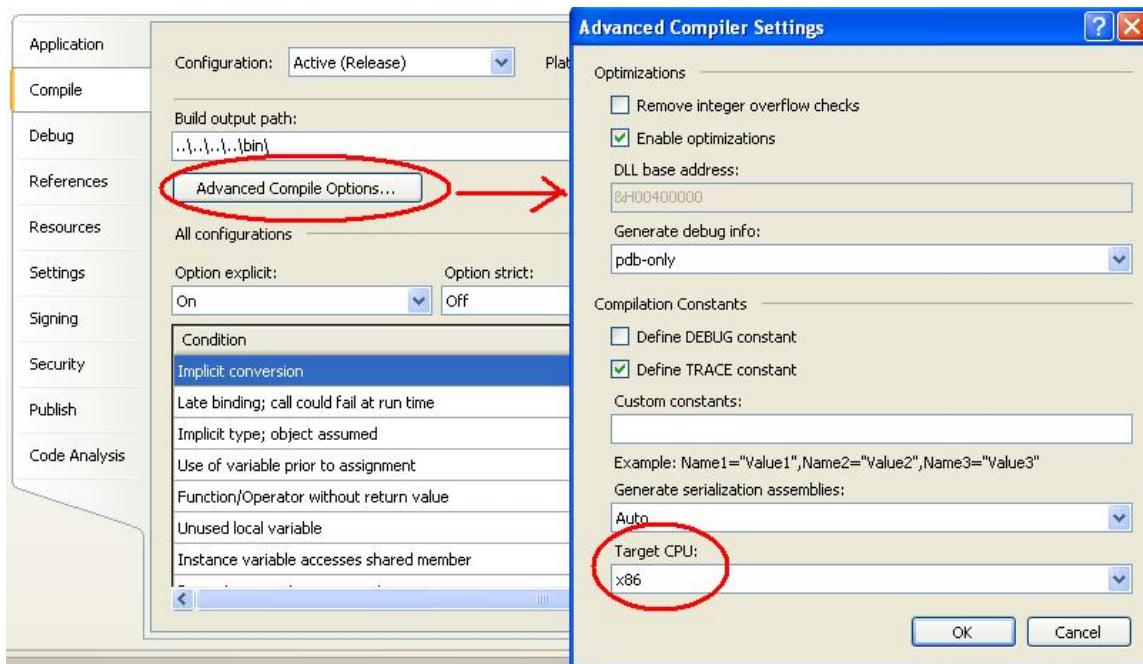 Application
Compile
Debug
References
Resources
Settings
Signing
Security
Publish
Code Analysis
Configuration: Active (Release)
Build output path:
..\..\..\..\bin\
Advanced Compile Options...
All configurations
Option explicit: Option strict:
On Off
Condition
Implicit conversion
Late binding; call could fail at run time
Implicit type; object assumed
Use of variable prior to assignment
Function/Operator without return value
Unused local variable
Instance variable accesses shared member
Advanced Compiler Settings
Optimizations
Remove integer overflow checks
Enable optimizations
DLL base address:
&H00400000
Generate debug info:
pdb-only
Compilation Constants
Define DEBUG constant
Define TRACE constant
Custom constants:
Example: Name1="Value1",Name2="Value2",Name3="Value3"
Generate serialization assemblies:
Auto
Target CPU:
x86
OK Cancel